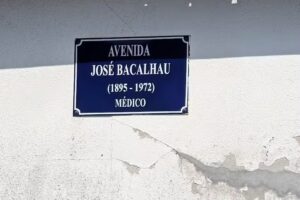 AVENIDA
JOSÉ BACALHAU
(1895 - 1972)
MÉDICO